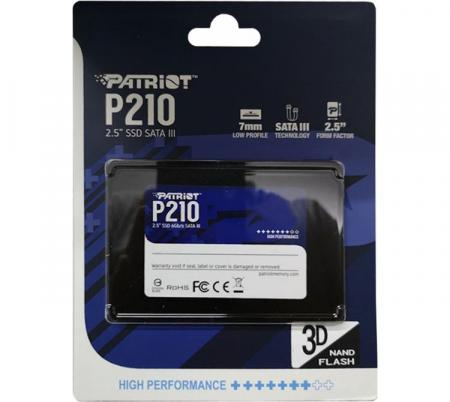 PATRIOT
P210
2.5" SSD SATA III
7mm
LOW PROFILE
SATA III
TECHNOLOGY
2.5"
FORM FACTOR
PATRIOT
P210
2.5" SSD 6Gb/s SATA III
HIGH PERFORMANCE
Warranty void if seal, label or cover is damaged or removed.
patriotmemory.com
RoHS FC CE
3D
NAND
FLASH
HIGH PERFORMANCE